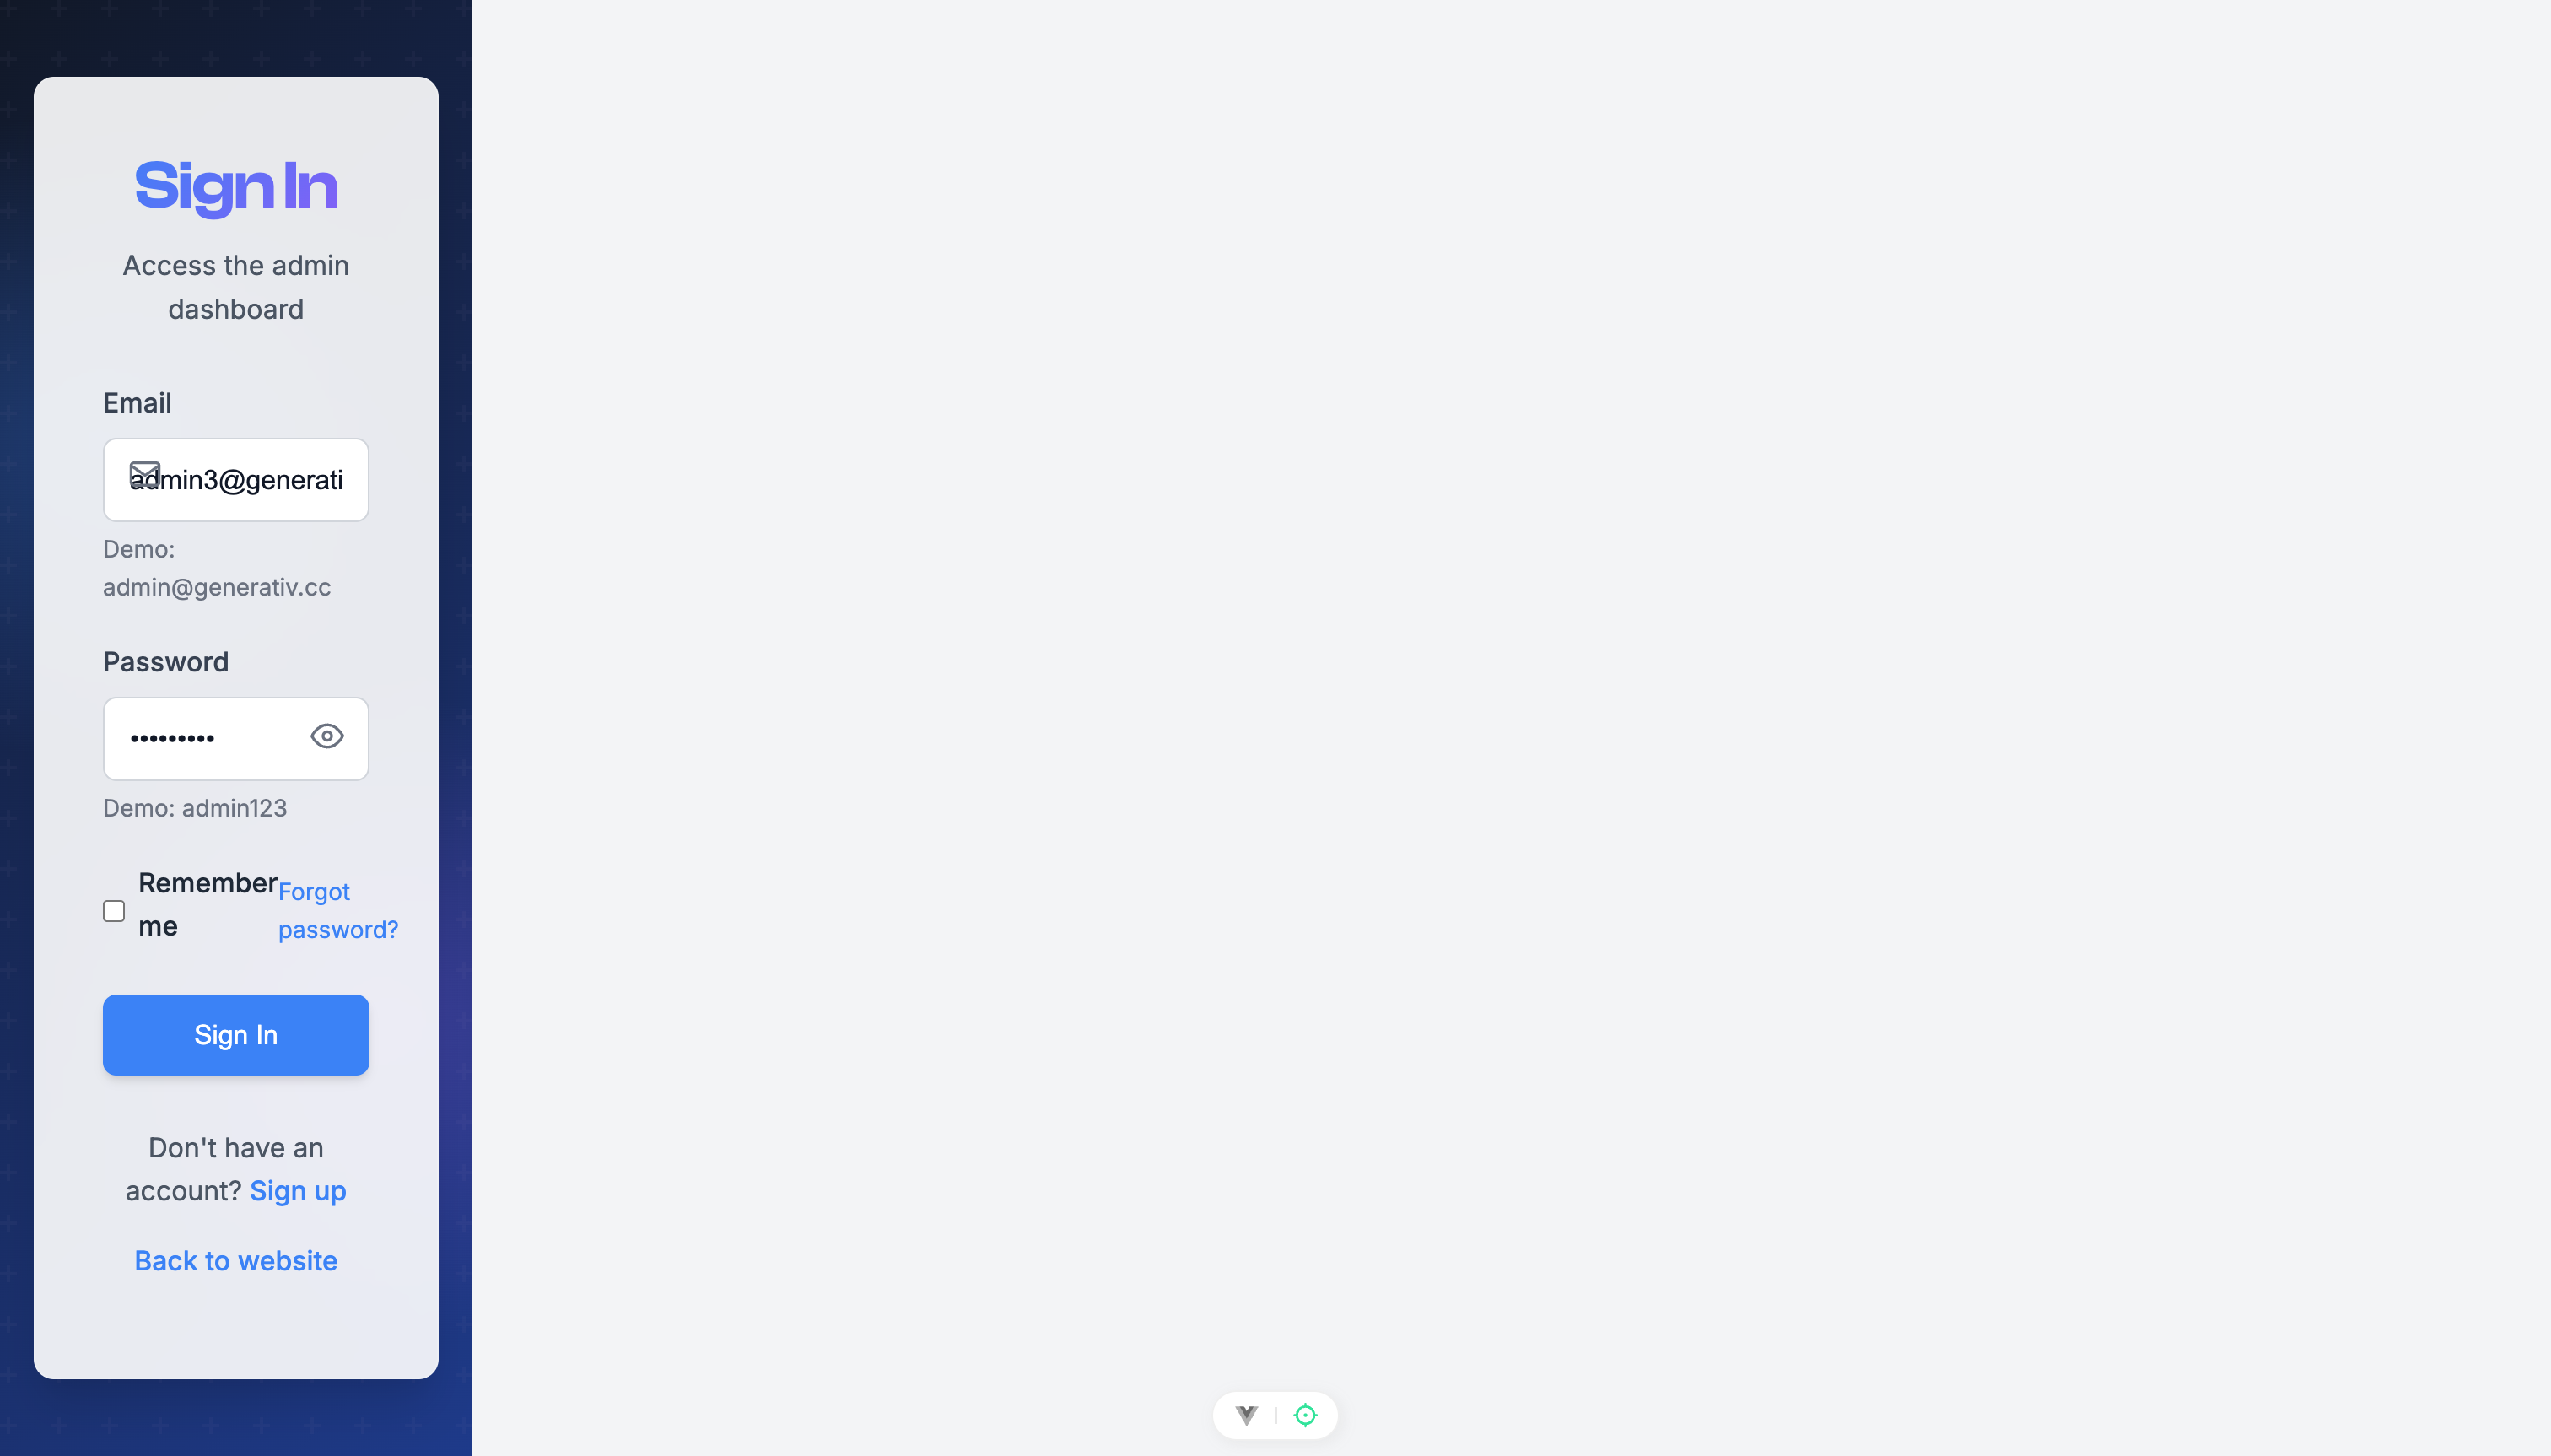 Sign In
Access the admin
dashboard
Email
admin3@generati
Demo:
admin@generativ.cc
Password
•••••••••
Demo: admin123
Remember
me
Forgot
password?
Sign In
Don't have an
account? Sign up
Back to website